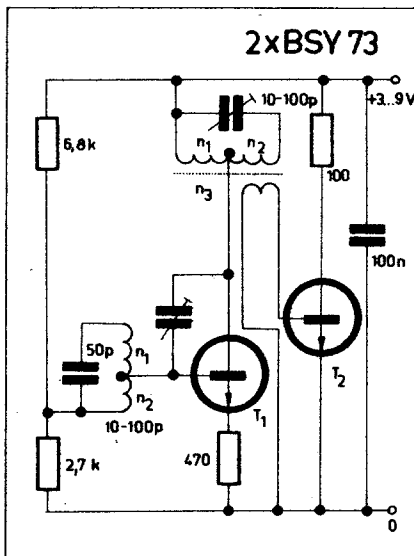 2xBSY 73
10-100p
+3...9V
6,8k
n1
n2
100
n3
100n
50p
n1
n2
T1
T2
10-100p
2,7k
470
0